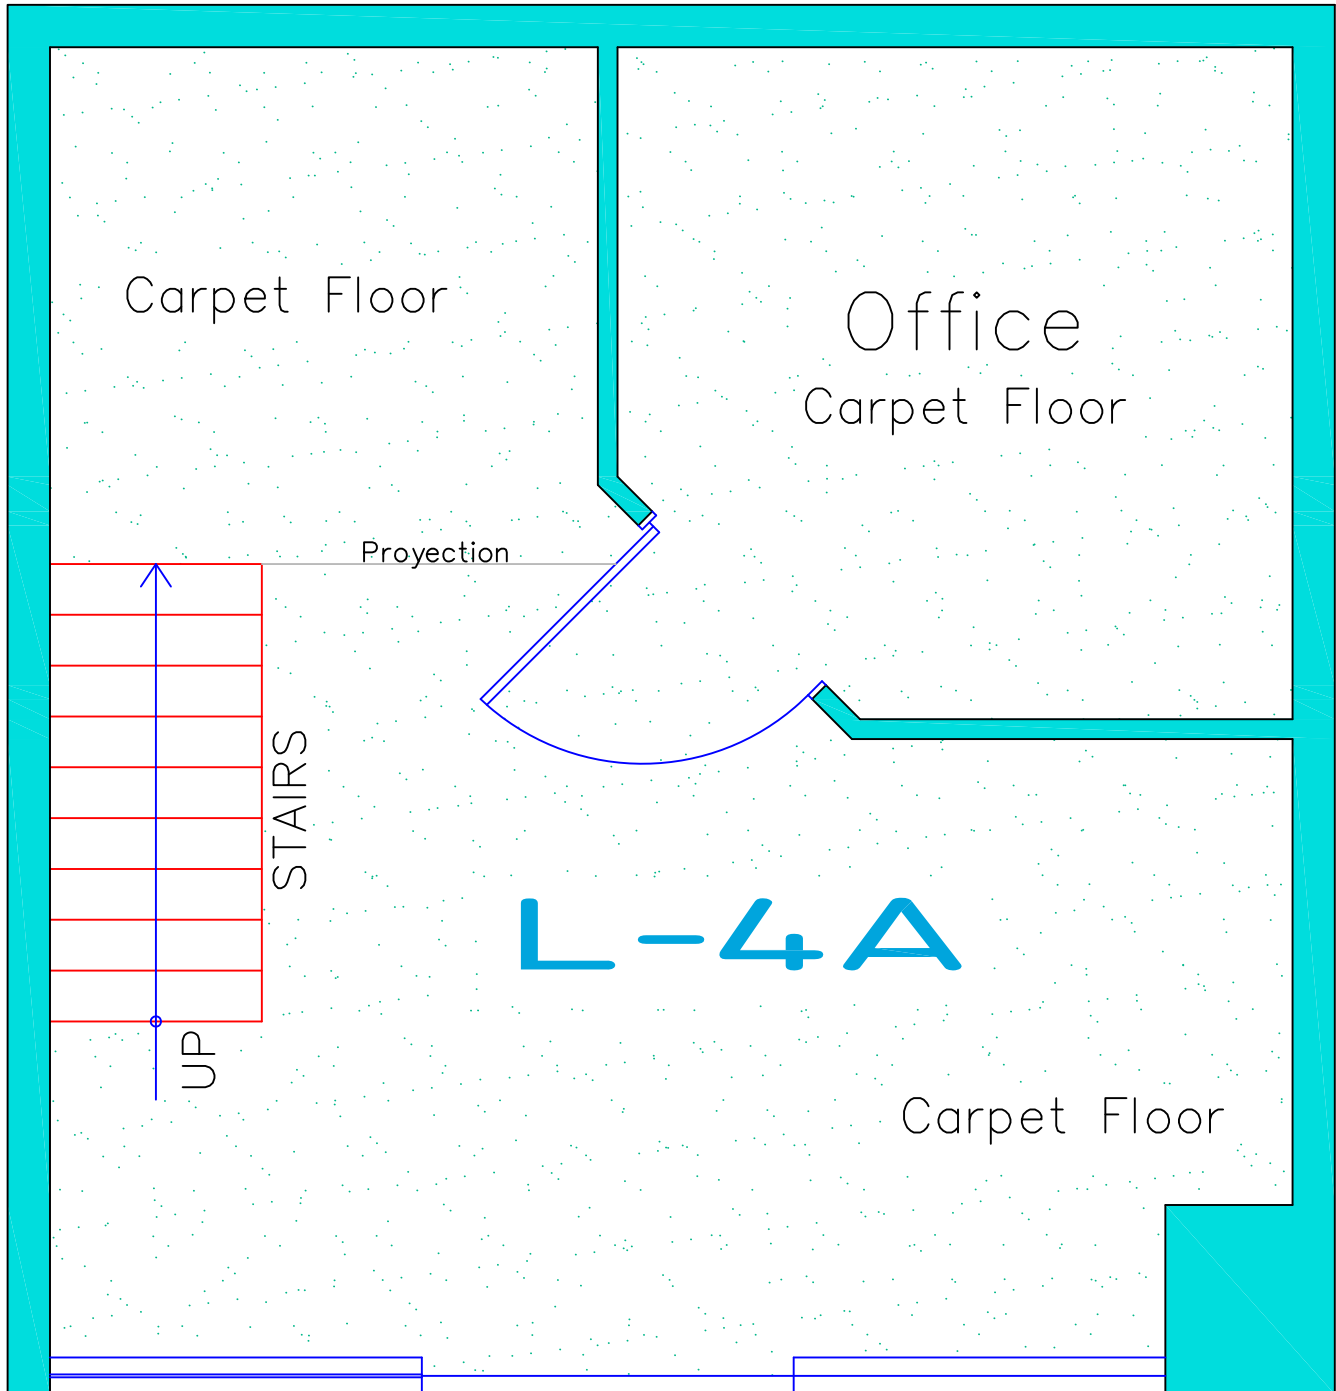 Carpet Floor
Office
Carpet Floor
Proyection
STAIRS
L-4A
UP
Carpet Floor